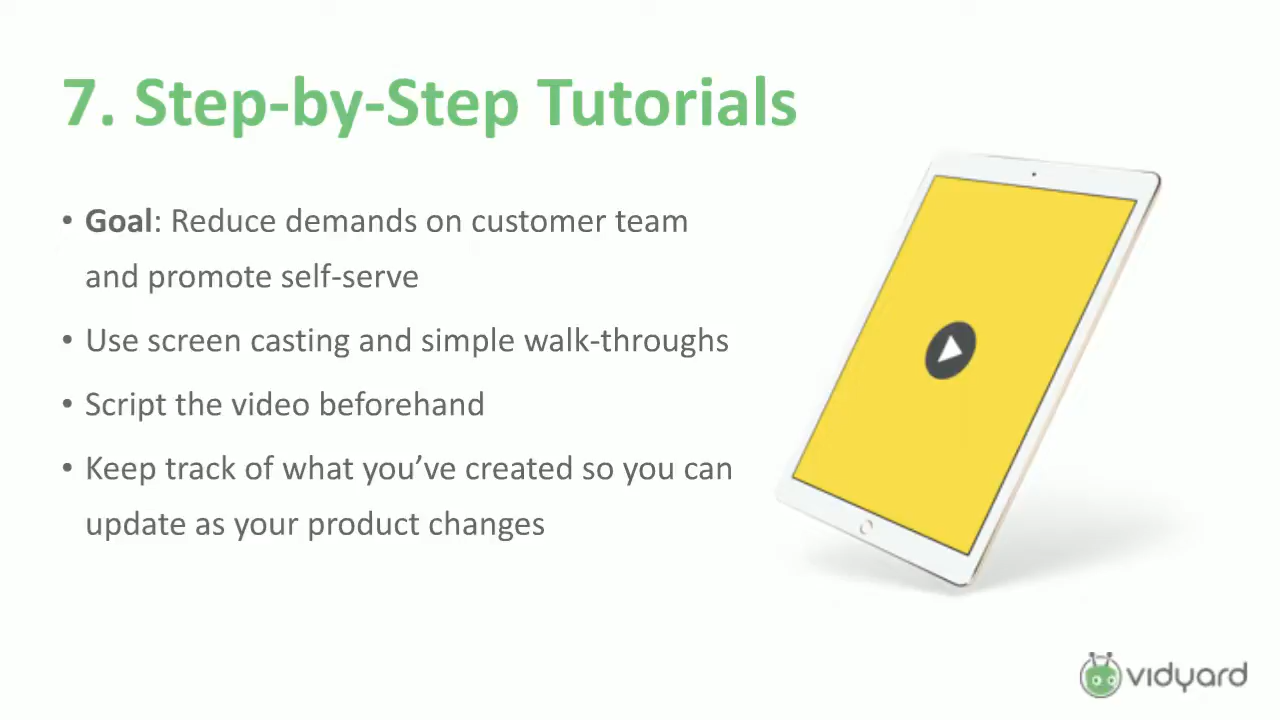 7. Step-by-Step Tutorials
• Goal: Reduce demands on customer team
and promote self-serve
• Use screen casting and simple walk-throughs
• Script the video beforehand
• Keep track of what you’ve created so you can
update as your product changes
vidyard